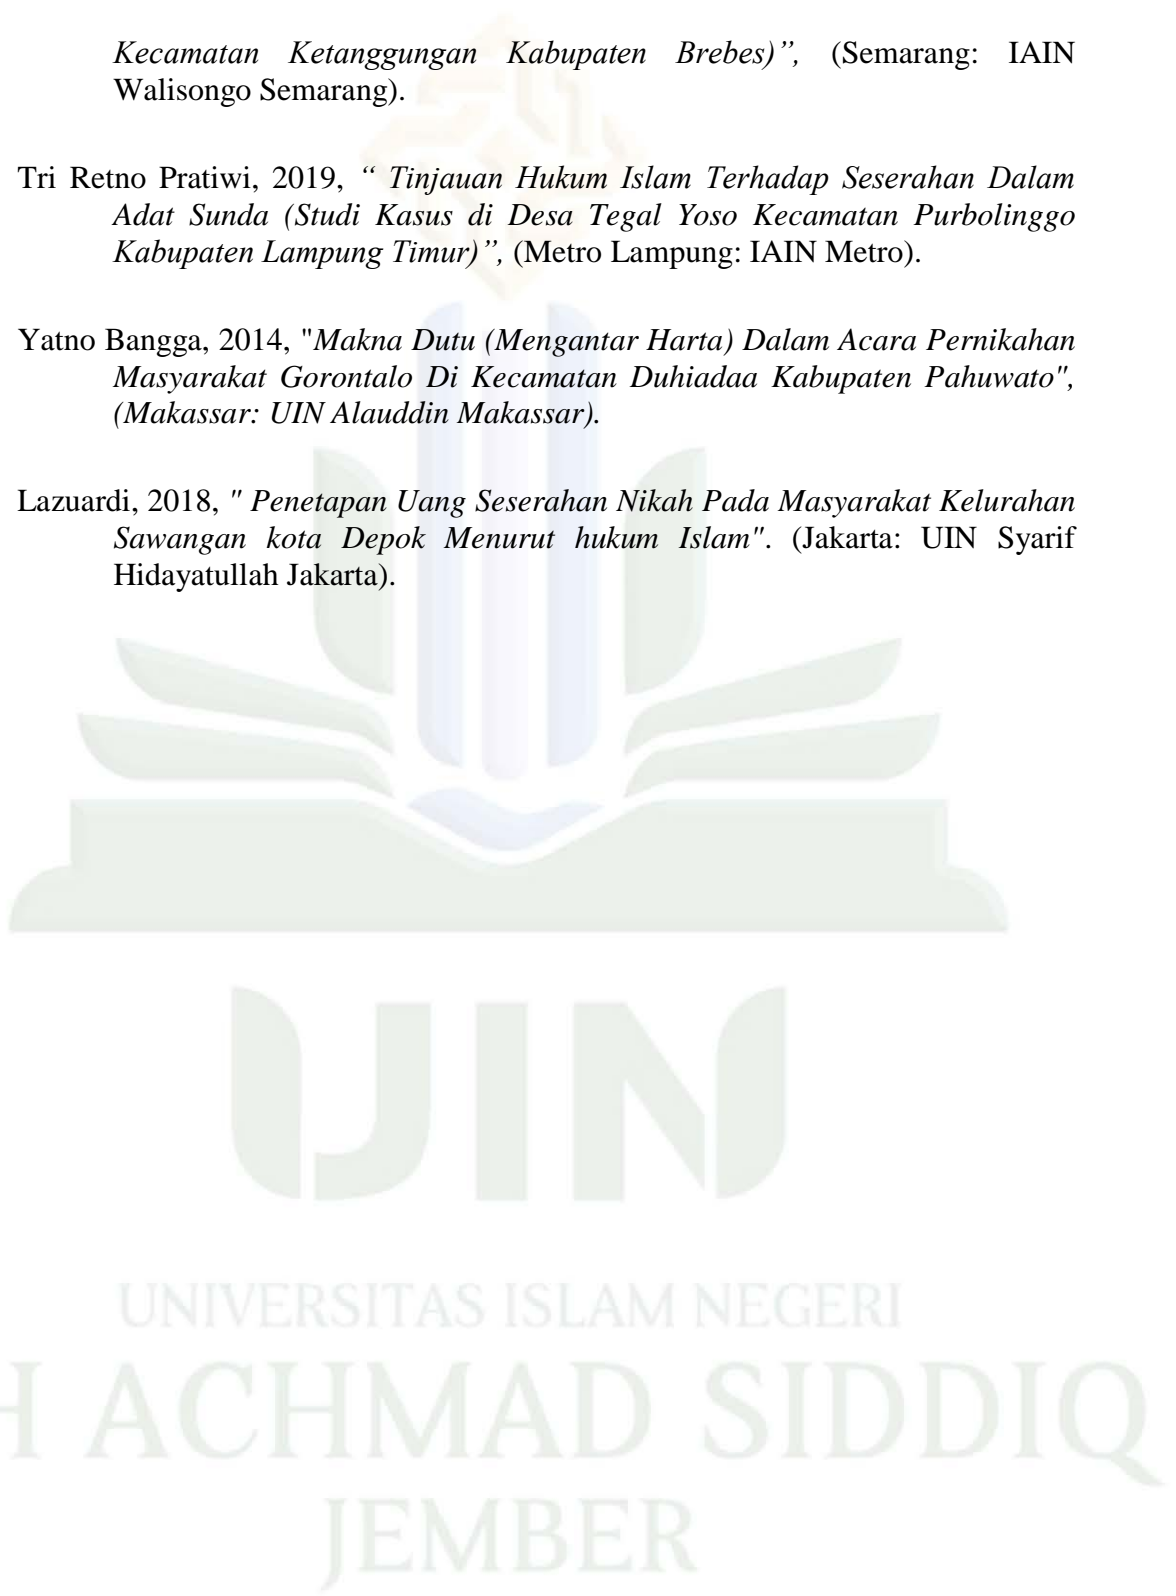 Kecamatan Ketanggungan Kabupaten Brebes)”, (Semarang: IAIN
Walisongo Semarang).
Tri Retno Pratiwi, 2019, “ Tinjauan Hukum Islam Terhadap Seserahan Dalam
Adat Sunda (Studi Kasus di Desa Tegal Yoso Kecamatan Purbolinggo
Kabupaten Lampung Timur)”, (Metro Lampung: IAIN Metro).
Yatno Bangga, 2014, "Makna Dutu (Mengantar Harta) Dalam Acara Pernikahan
Masyarakat Gorontalo Di Kecamatan Duhiadaa Kabupaten Pahuwato",
(Makassar: UIN Alauddin Makassar).
Lazuardi, 2018, " Penetapan Uang Seserahan Nikah Pada Masyarakat Kelurahan
Sawangan kota Depok Menurut hukum Islam". (Jakarta: UIN Syarif
Hidayatullah Jakarta).
UIN
UNIVERSITAS ISLAM NEGERI
H ACHMAD SIDDIQ
JEMBER